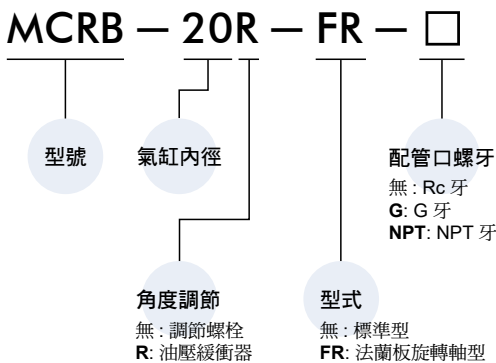 MCRB — 20R — FR — □
型號
氣缸內徑
配管口螺牙
無 : Rc 牙
G: G 牙
NPT: NPT 牙
角度調節
無 : 調節螺栓
R: 油壓緩衝器
型式
無 : 標準型
FR: 法蘭板旋轉軸型